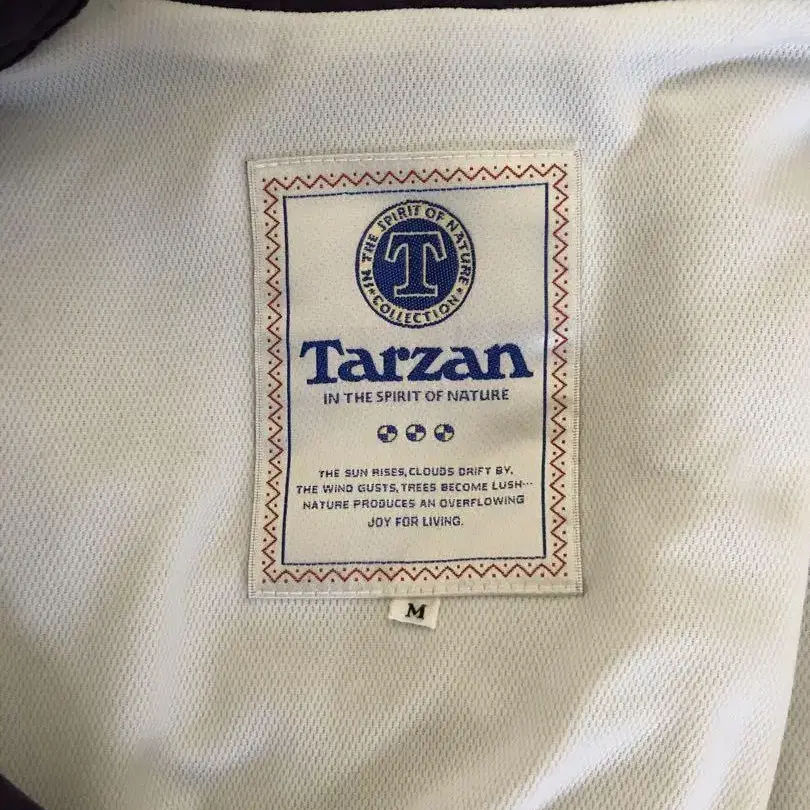 THE SPIRIT OF NATURE
SN COLLECTION
T
Tarzan
IN THE SPIRIT OF NATURE
THE SUN RISES, CLOUDS DRIFT BY,
THE WIND GUSTS, TREES BECOME LUSH…
NATURE PRODUCES AN OVERFLOWING
JOY FOR LIVING.
M